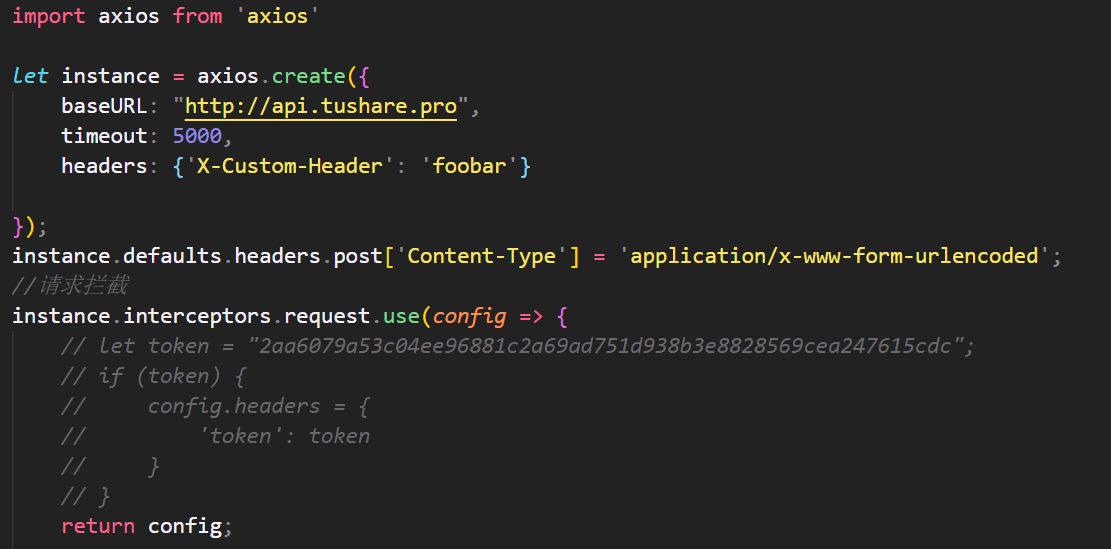 import axios from 'axios'
let instance = axios.create({
baseURL: "http://api.tushare.pro",
timeout: 5000,
headers: {'X-Custom-Header': 'foobar'}
});
instance.defaults.headers.post['Content-Type'] = 'application/x-www-form-urlencoded';
//请求拦截
instance.interceptors.request.use(config => {
// let token = "2aa6079a53c04ee96881c2a69ad751d938b3e8828569cea247615cdc";
// if (token) {
//     config.headers = {
//         'token': token
//     }
// }
return config;